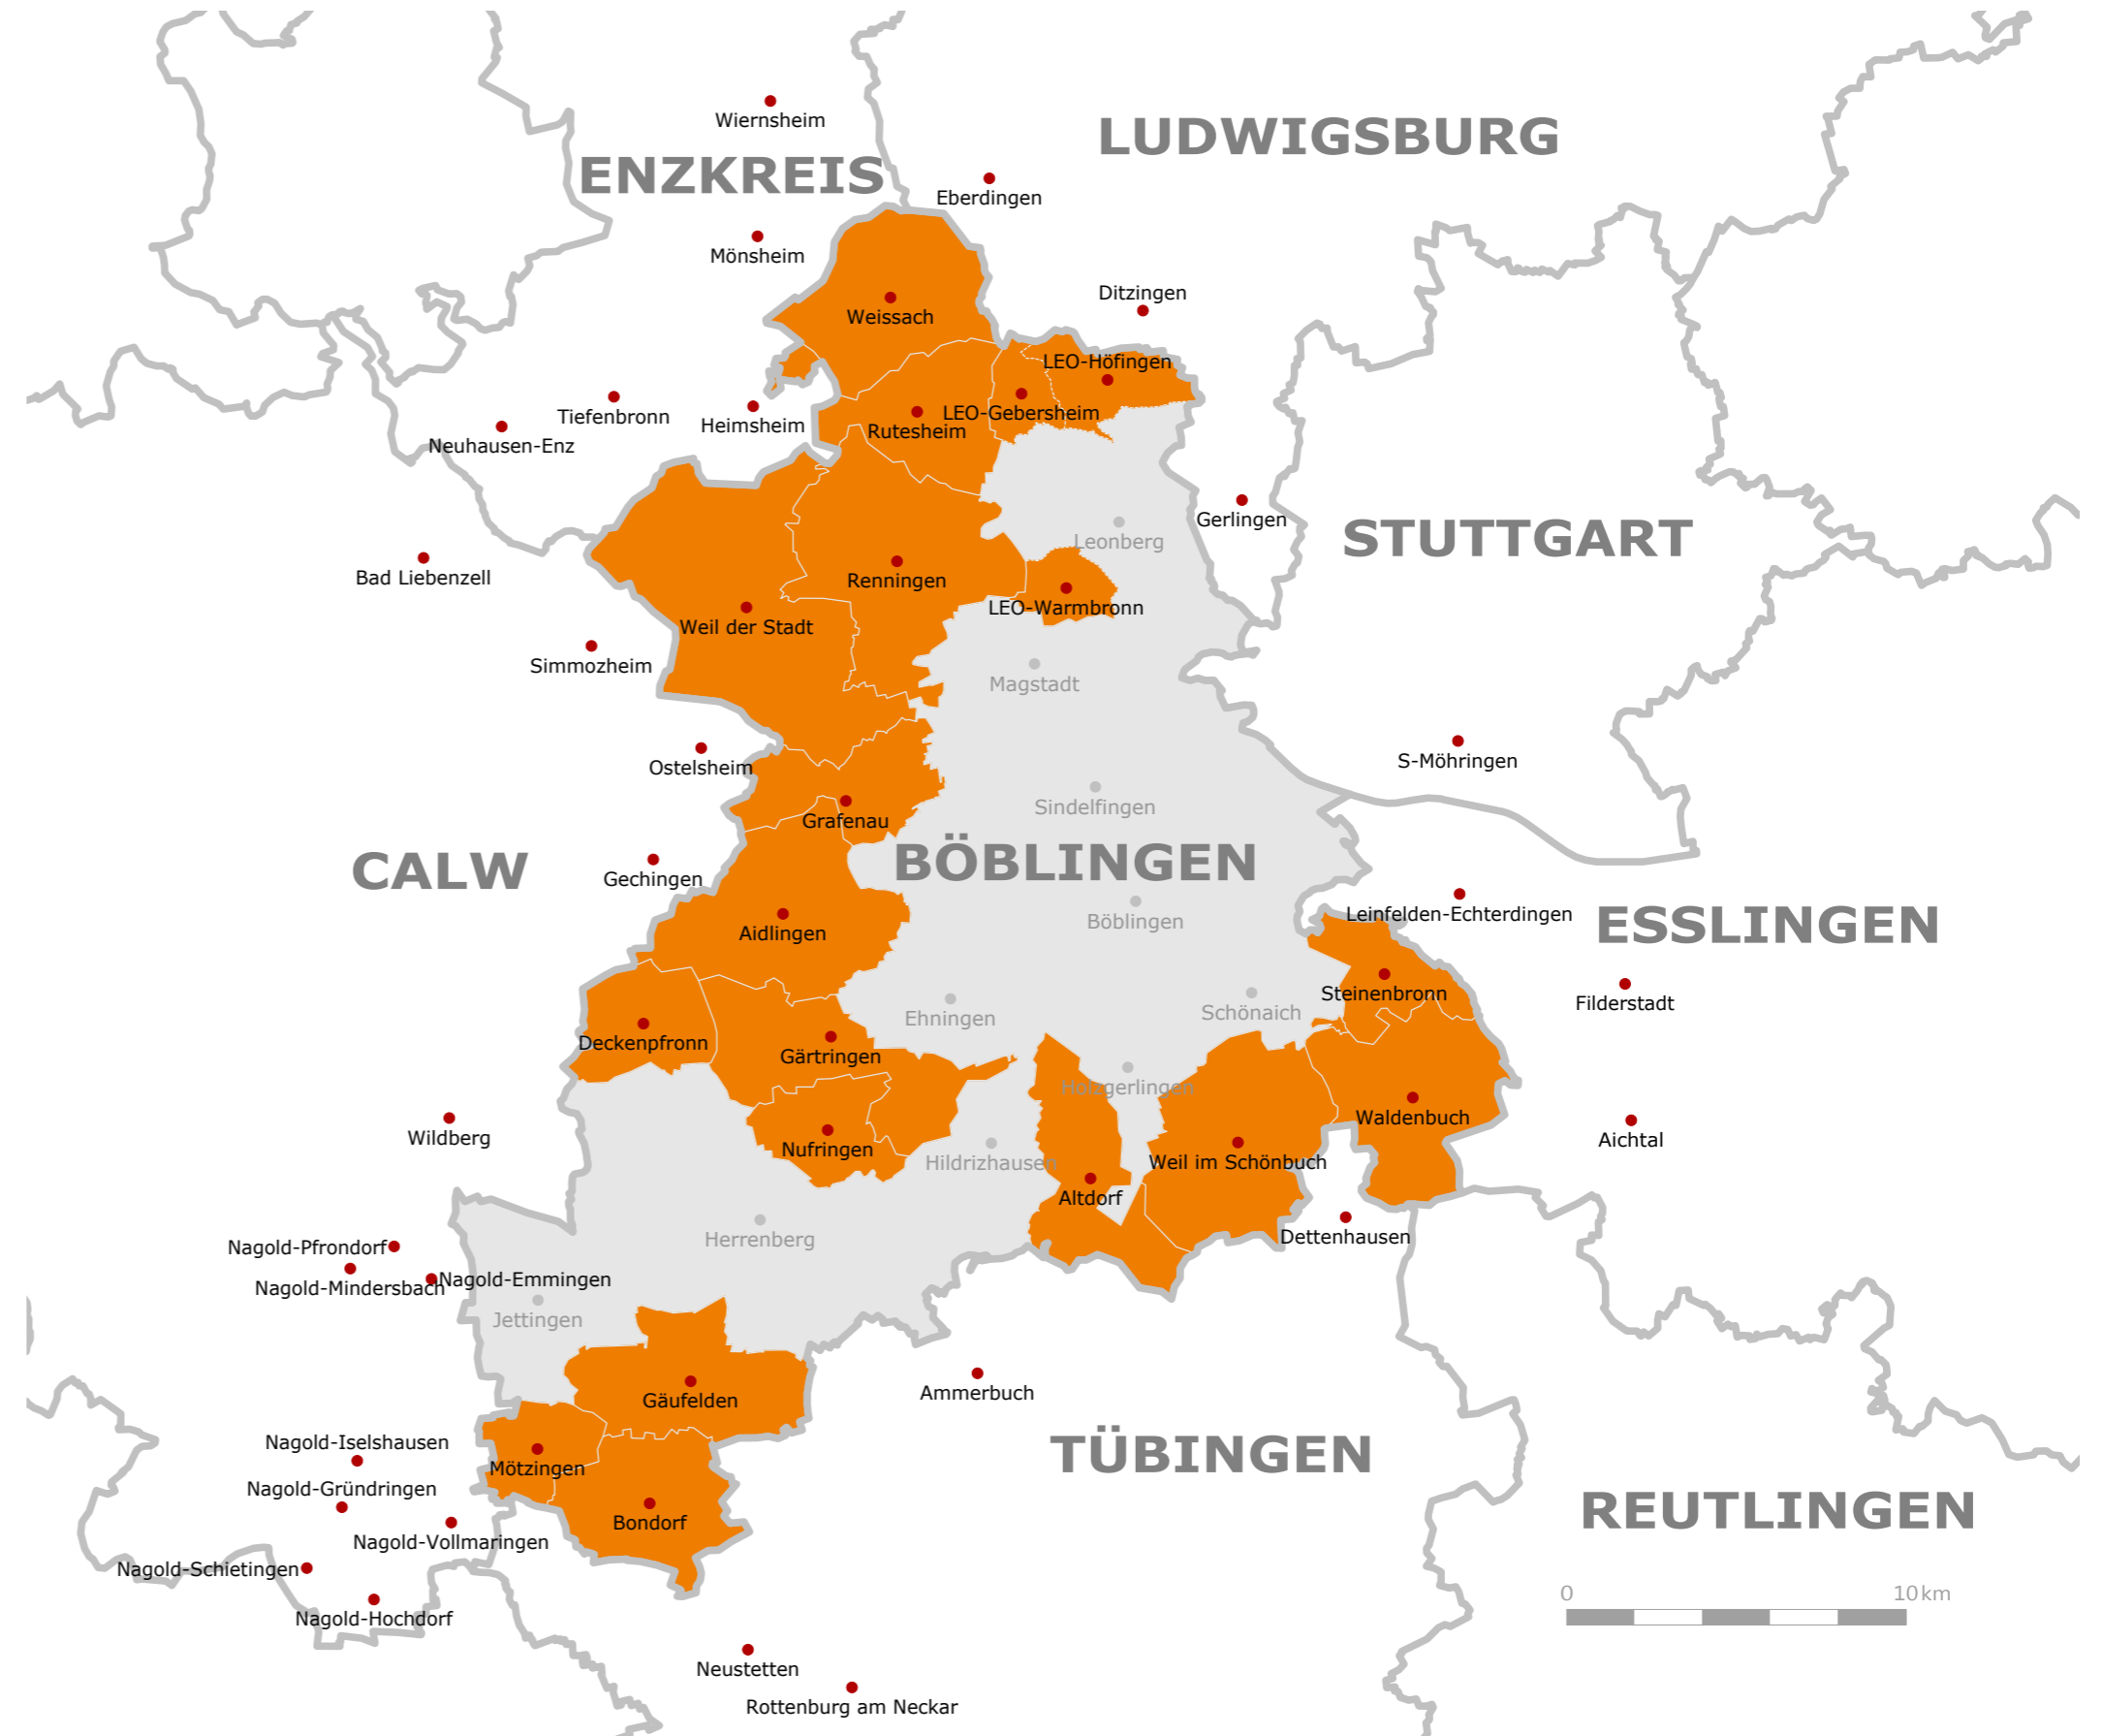 Wiernsheim
LUDWIGSBURG
ENZKREIS
Eberdingen
Mönsheim
Ditzingen
Weissach
LEO-Höfingen
Tiefenbronn
LEO-Gebersheim
Heimsheim
Rutesheim
Neuhausen-Enz
Gerlingen
STUTTGART
Leonberg
Bad Liebenzell
Renningen
LEO-Warmbronn
Weil der Stadt
Simmozheim
Magstadt
S-Möhringen
Ostelsheim
Sindelfingen
Grafenau
BÖBLINGEN
CALW
Gechingen
Leinfelden-Echterdingen
ESSLINGEN
Böblingen
Aidlingen
Steinenbronn
Filderstadt
Schönaich
Ehningen
Deckenpfronn
Gärtringen
Holzgerlingen
Waldenbuch
Wildberg
Aichtal
Nufringen
Hildrizhausen
Weil im Schönbuch
Altdorf
Dettenhausen
Herrenberg
Nagold-Pfrondorf
Nagold-Emmingen
Nagold-Mindersbach
Jettingen
Ammerbuch
Gäufelden
Nagold-Iselshausen
TÜBINGEN
Mötzingen
Nagold-Gründringen
REUTLINGEN
Bondorf
Nagold-Vollmaringen
Nagold-Schietingen
0 10 km
Nagold-Hochdorf
Neustetten
Rottenburg am Neckar